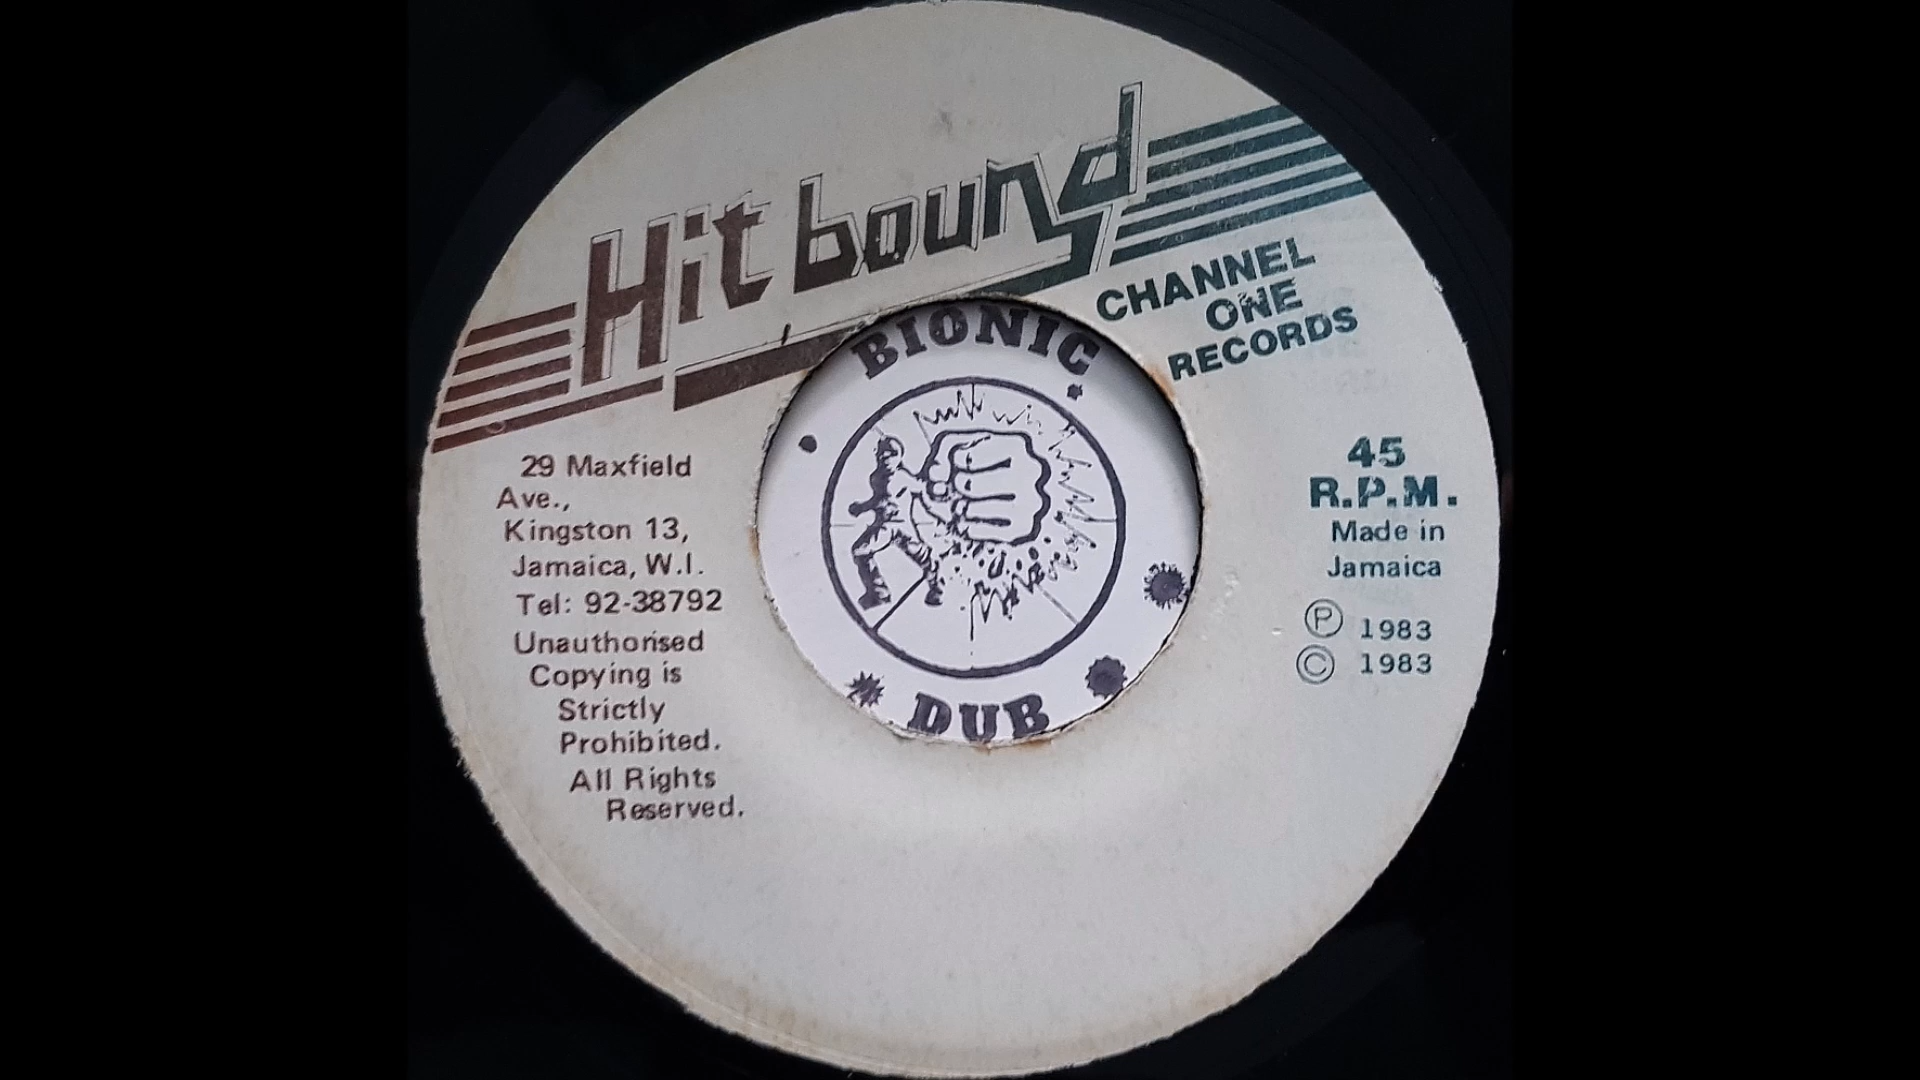 Hit bound
CHANNEL
ONE
RECORDS
BIONIC
DUB
29 Maxfield
Ave.,
Kingston 13,
Jamaica, W.I.
Tel: 92-38792
Unauthorised
Copying is
Strictly
Prohibited.
All Rights
Reserved.
45
R.P.M.
Made in
Jamaica
Ⓟ 1983
© 1983